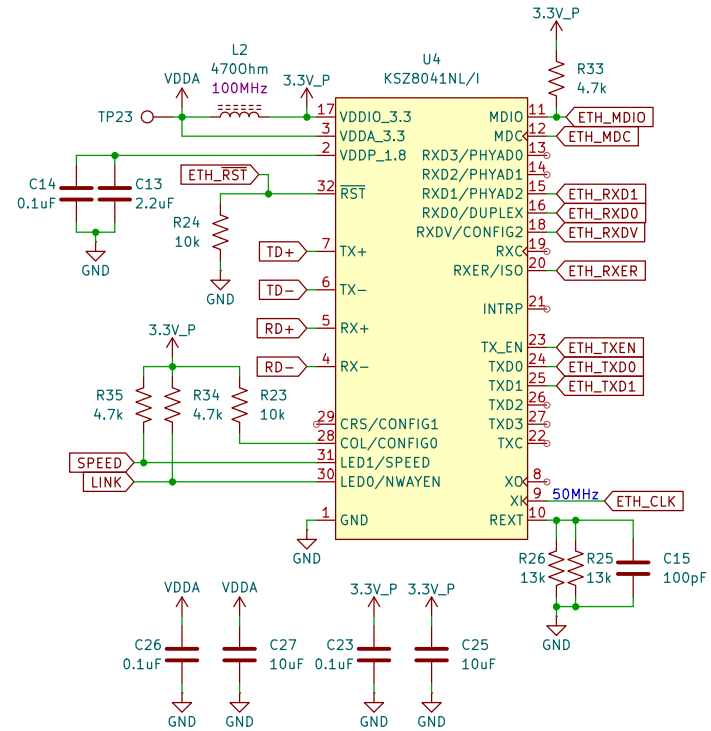 3.3V_P
L2
470Ohm
100MHz
VDDA
3.3V_P
TP23
U4
KSZ8041NL/I
R33
4.7k
17 VDDIO_3.3
3 VDDA_3.3
2 VDDP_1.8
32 RST
7 TX+
6 TX−
5 RX+
4 RX−
29 CRS/CONFIG1
28 COL/CONFIG0
31 LED1/SPEED
30 LED0/NWAYEN
1 GND
MDIO 11 ETH_MDIO
MDC 12 ETH_MDC
RXD3/PHYAD0 13
RXD2/PHYAD1 14
RXD1/PHYAD2 15 ETH_RXD1
RXD0/DUPLEX 16 ETH_RXD0
RXDV/CONFIG2 18 ETH_RXDV
RXC 19
RXER/ISO 20 ETH_RXER
INTRP 21
TX_EN 23 ETH_TXEN
TXD0 24 ETH_TXD0
TXD1 25 ETH_TXD1
TXD2 26
TXD3 27
TXC 22
XO 8
XI 9 50MHz ETH_CLK
REXT 10
C14
0.1uF
C13
2.2uF
GND
ETH_RST
R24
10k
GND
TD+
TD−
RD+
RD−
3.3V_P
R35
4.7k
R34
4.7k
R23
10k
SPEED
LINK
GND
R26
13k
R25
13k
C15
100pF
GND
VDDA
C26
0.1uF
GND
VDDA
C27
10uF
GND
3.3V_P
C23
0.1uF
GND
3.3V_P
C25
10uF
GND